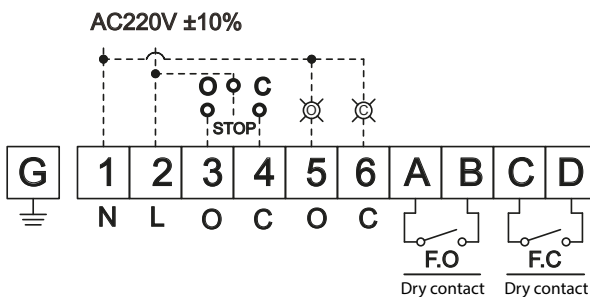 AC220V ±10%
O C
STOP
O C
G 1 2 3 4 5 6 A B C D
N L O C O C
F.O F.C
Dry contact Dry contact